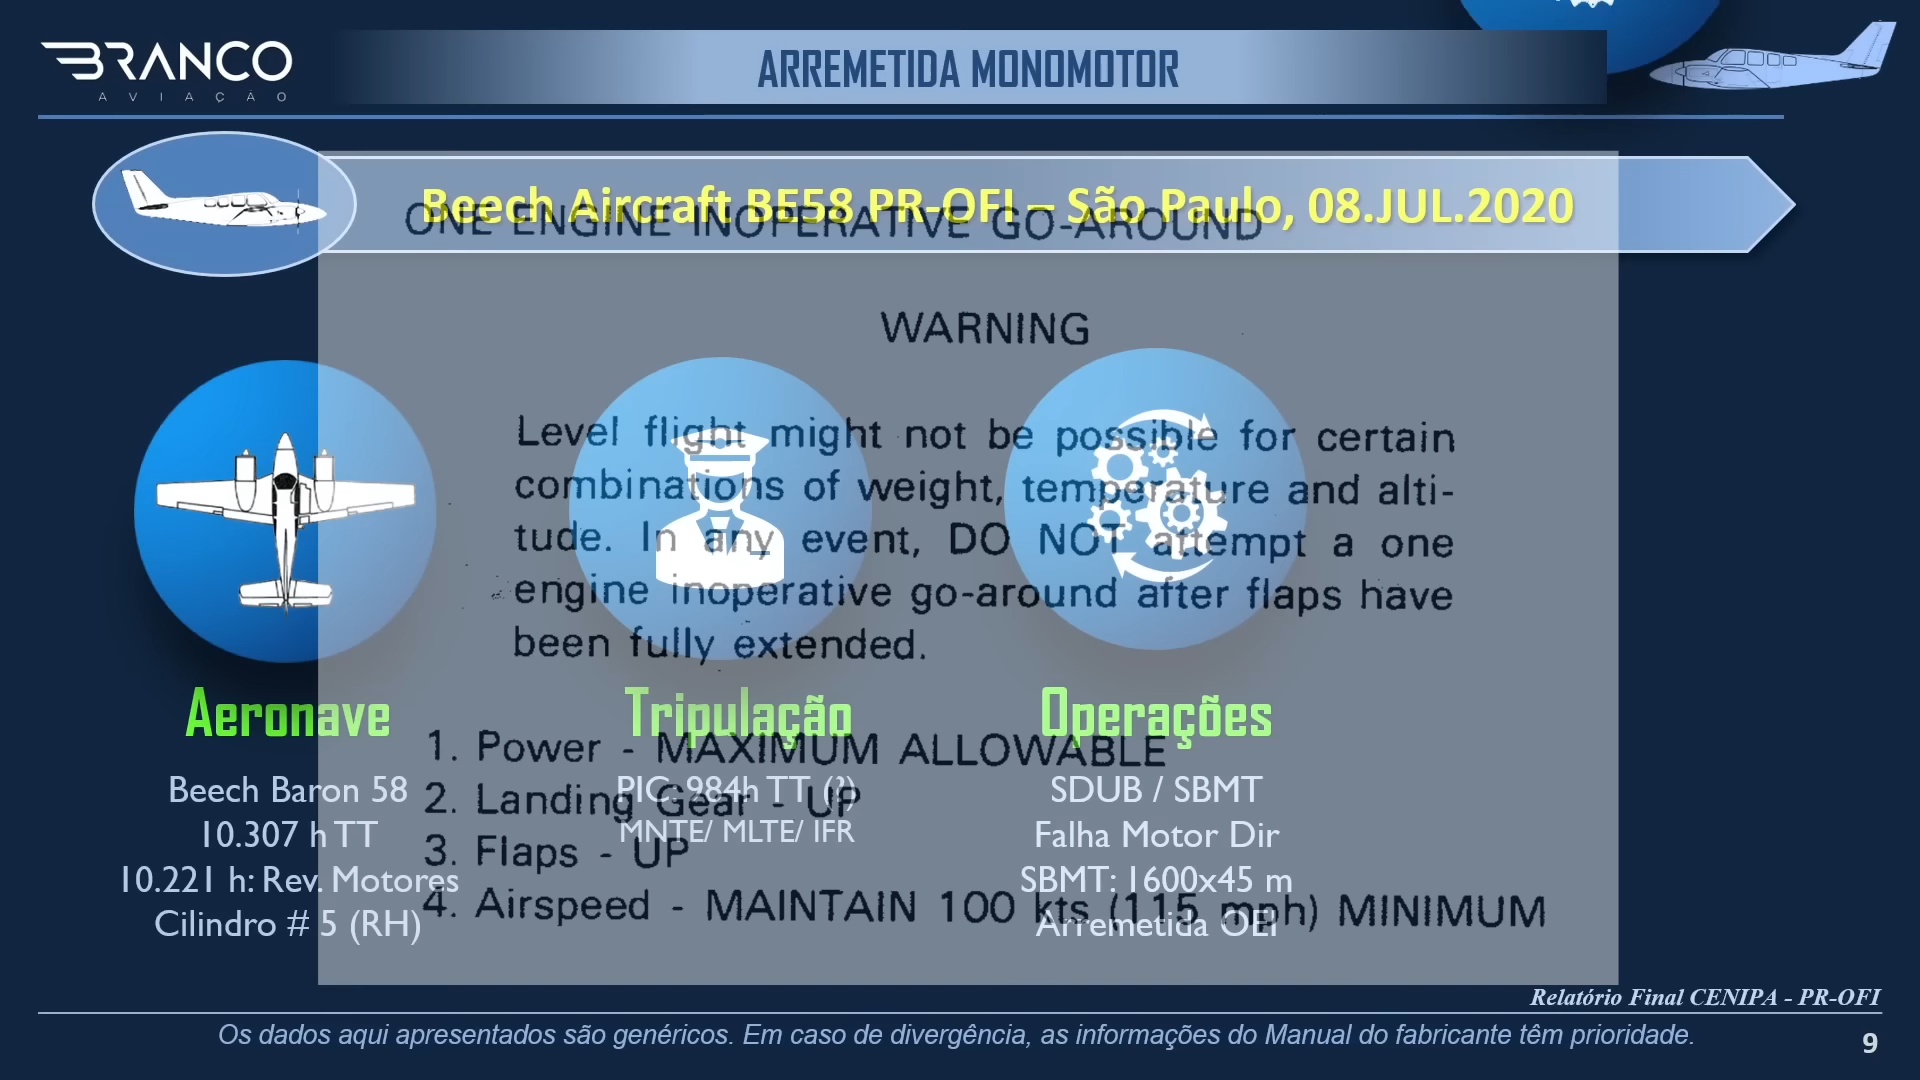 BRANCO
AVIAÇÃO
ARREMETIDA MONOMOTOR
Beech Aircraft BE58 PR-OFI – São Paulo, 08.JUL.2020
ONE ENGINE INOPERATIVE GO-AROUND
WARNING
Level flight might not be possible for certain
combinations of weight, temperature and alti-
tude. In any event, DO NOT attempt a one
engine inoperative go-around after flaps have
been fully extended.
1. Power - MAXIMUM ALLOWABLE
2. Landing Gear - UP
3. Flaps - UP
4. Airspeed - MAINTAIN 100 kts (115 mph) MINIMUM
Aeronave
Beech Baron 58
10.307 h TT
10.221 h: Rev. Motores
Cilindro # 5 (RH)
Tripulação
PIC: 984h TT (?)
MNTE/ MLTE/ IFR
Operações
SDUB / SBMT
Falha Motor Dir
SBMT: 1600x45 m
Arremetida OEI
Relatório Final CENIPA - PR-OFI
Os dados aqui apresentados são genéricos. Em caso de divergência, as informações do Manual do fabricante têm prioridade.
9